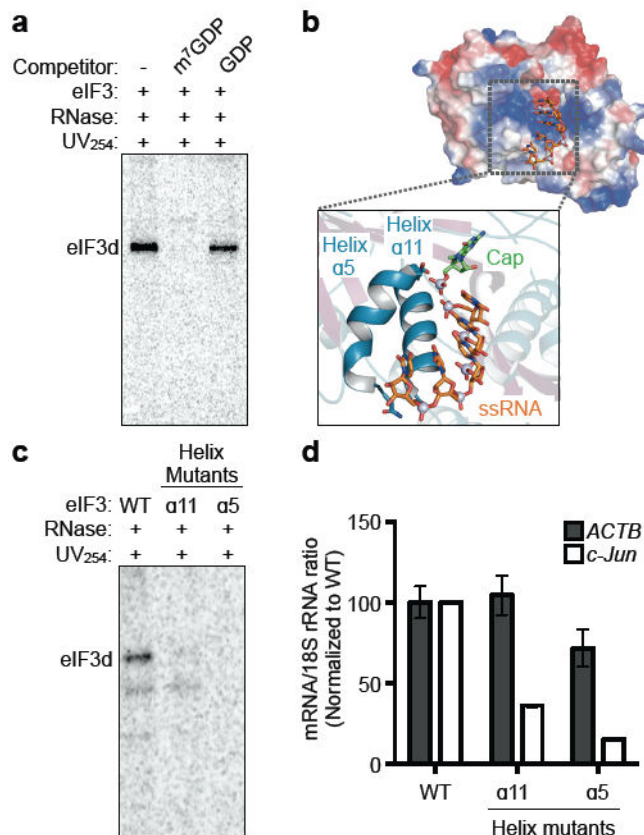 a
Competitor: - m⁷GDP GDP
eIF3: + + +
RNase: + + +
UV₂₅₄ + + +
eIF3d
b
Helix α5
Helix α11
Cap
ssRNA
c
Helix
Mutants
eIF3: WT α11 α5
RNase: + + +
UV₂₅₄ + + +
eIF3d
d
ACTB
c-Jun
mRNA/18S rRNA ratio
(Normalized to WT)
150
100
50
0
WT α11 α5
Helix mutants